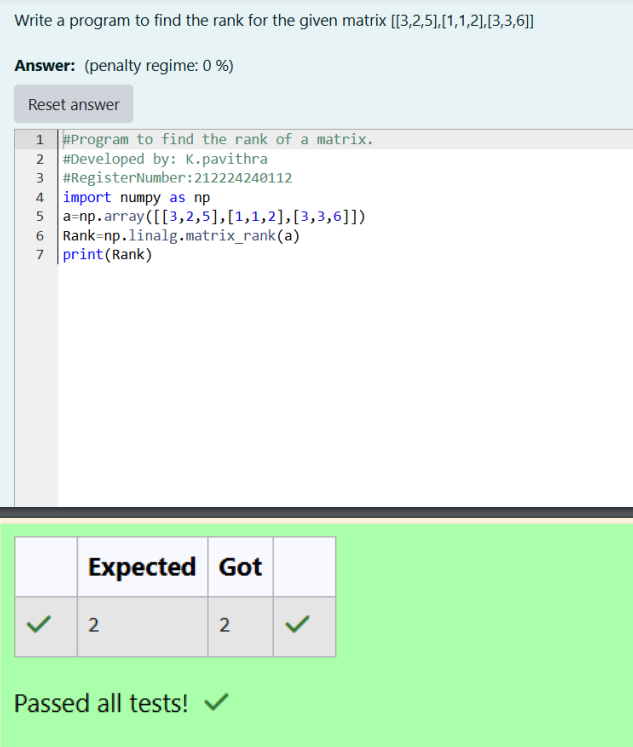 Write a program to find the rank for the given matrix [[3,2,5],[1,1,2],[3,3,6]]
Answer: (penalty regime: 0 %)
Reset answer
1 #Program to find the rank of a matrix.
2 #Developed by: K.pavithra
3 #RegisterNumber:212224240112
4 import numpy as np
5 a=np.array([[3,2,5],[1,1,2],[3,3,6]])
6 Rank=np.linalg.matrix_rank(a)
7 print(Rank)
Expected Got
2 2
Passed all tests!